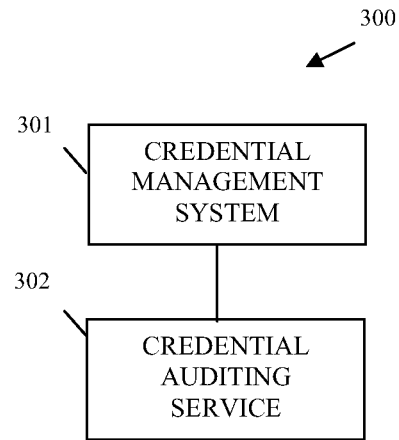 300
301
CREDENTIAL
MANAGEMENT
SYSTEM
302
CREDENTIAL
AUDITING
SERVICE